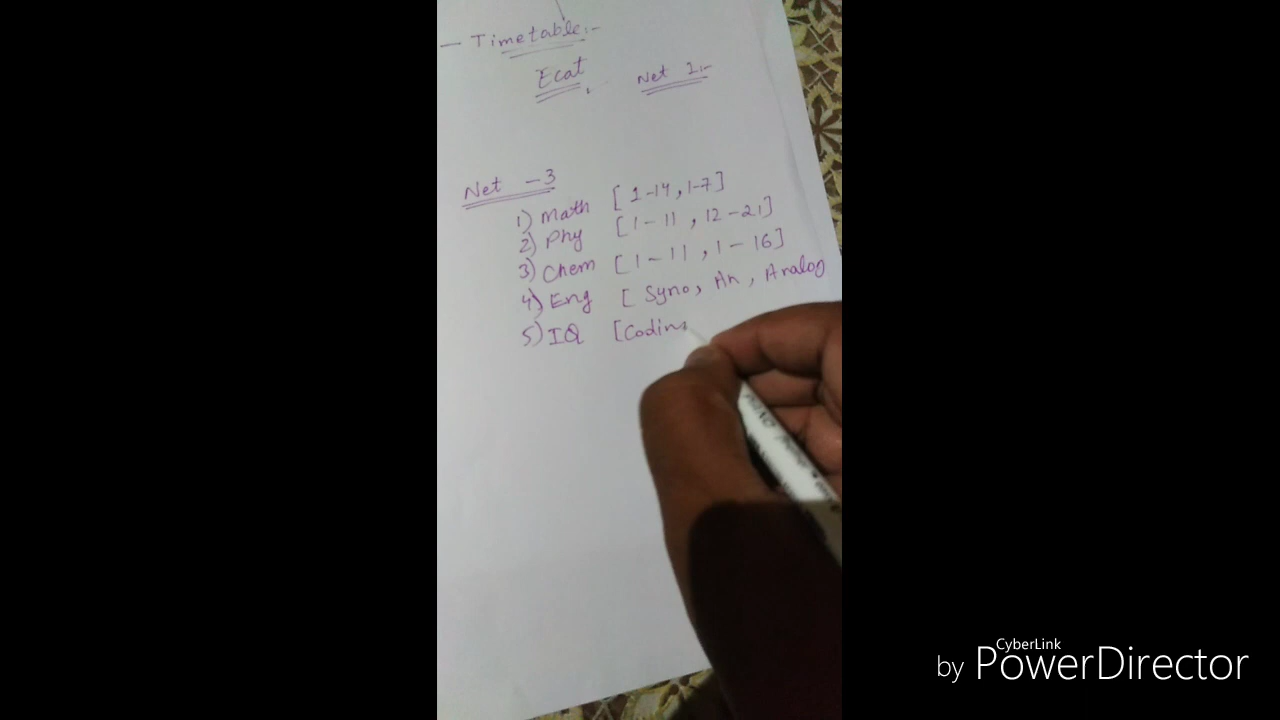 - Timetable:-
Ecat, Net 1:-
Net -3
1) Math [1-14, 1-7]
2) Phy [1-11, 12-21]
3) Chem [1-11, 1-16]
4) Eng [Syno, An, Analog
5) IQ [Codin
CyberLink
by PowerDirector